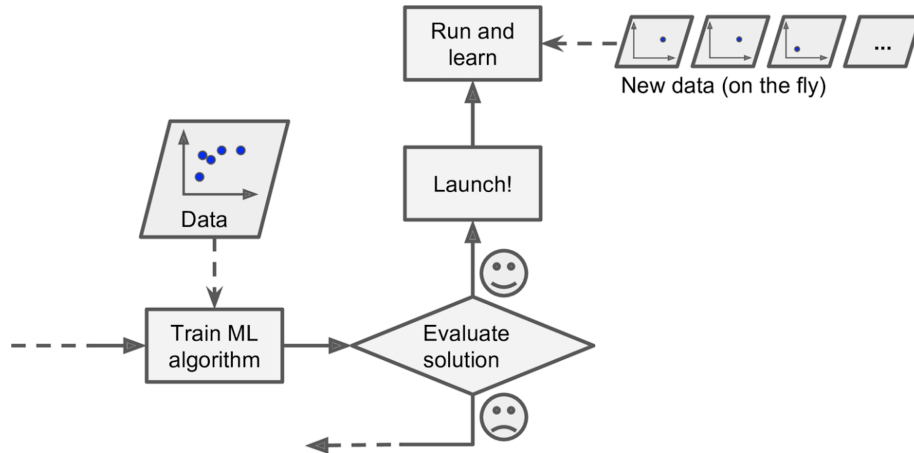 Run and
learn
...
New data (on the fly)
Launch!
Data
Train ML
algorithm
Evaluate
solution